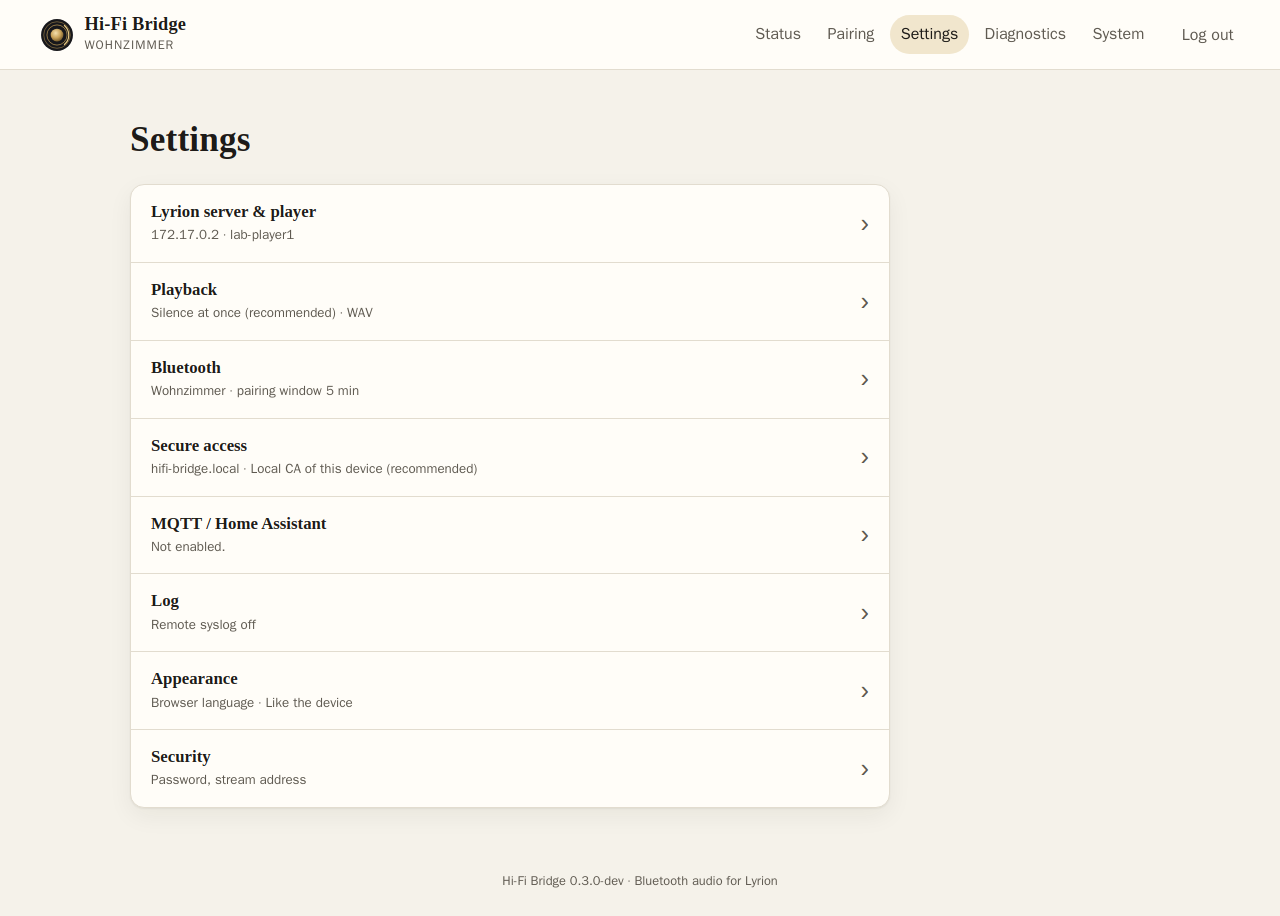 Hi-Fi Bridge
WOHNZIMMER
Status
Pairing
Settings
Diagnostics
System
Log out
Settings
Lyrion server & player
172.17.0.2 · lab-player1
Playback
Silence at once (recommended) · WAV
Bluetooth
Wohnzimmer · pairing window 5 min
Secure access
hifi-bridge.local · Local CA of this device (recommended)
MQTT / Home Assistant
Not enabled.
Log
Remote syslog off
Appearance
Browser language · Like the device
Security
Password, stream address
Hi-Fi Bridge 0.3.0-dev · Bluetooth audio for Lyrion